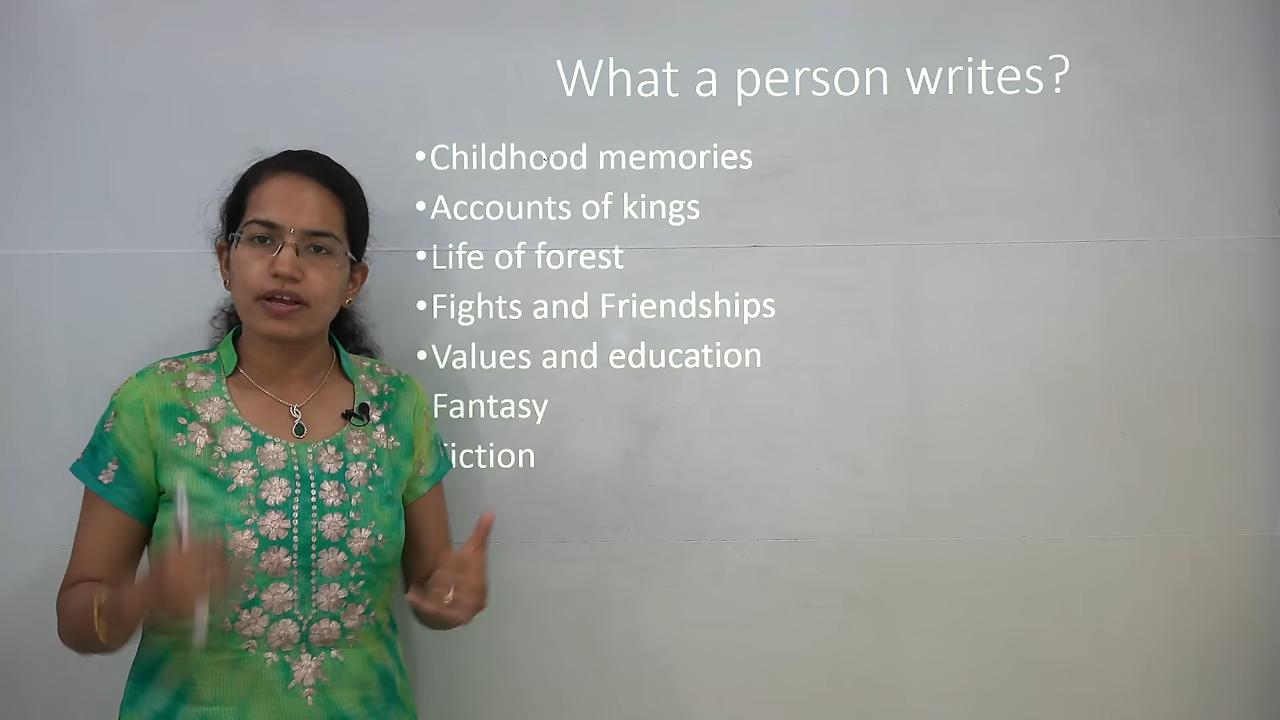 What a person writes?
•Childhood memories
•Accounts of kings
•Life of forest
•Fights and Friendships
•Values and education
Fantasy
iction